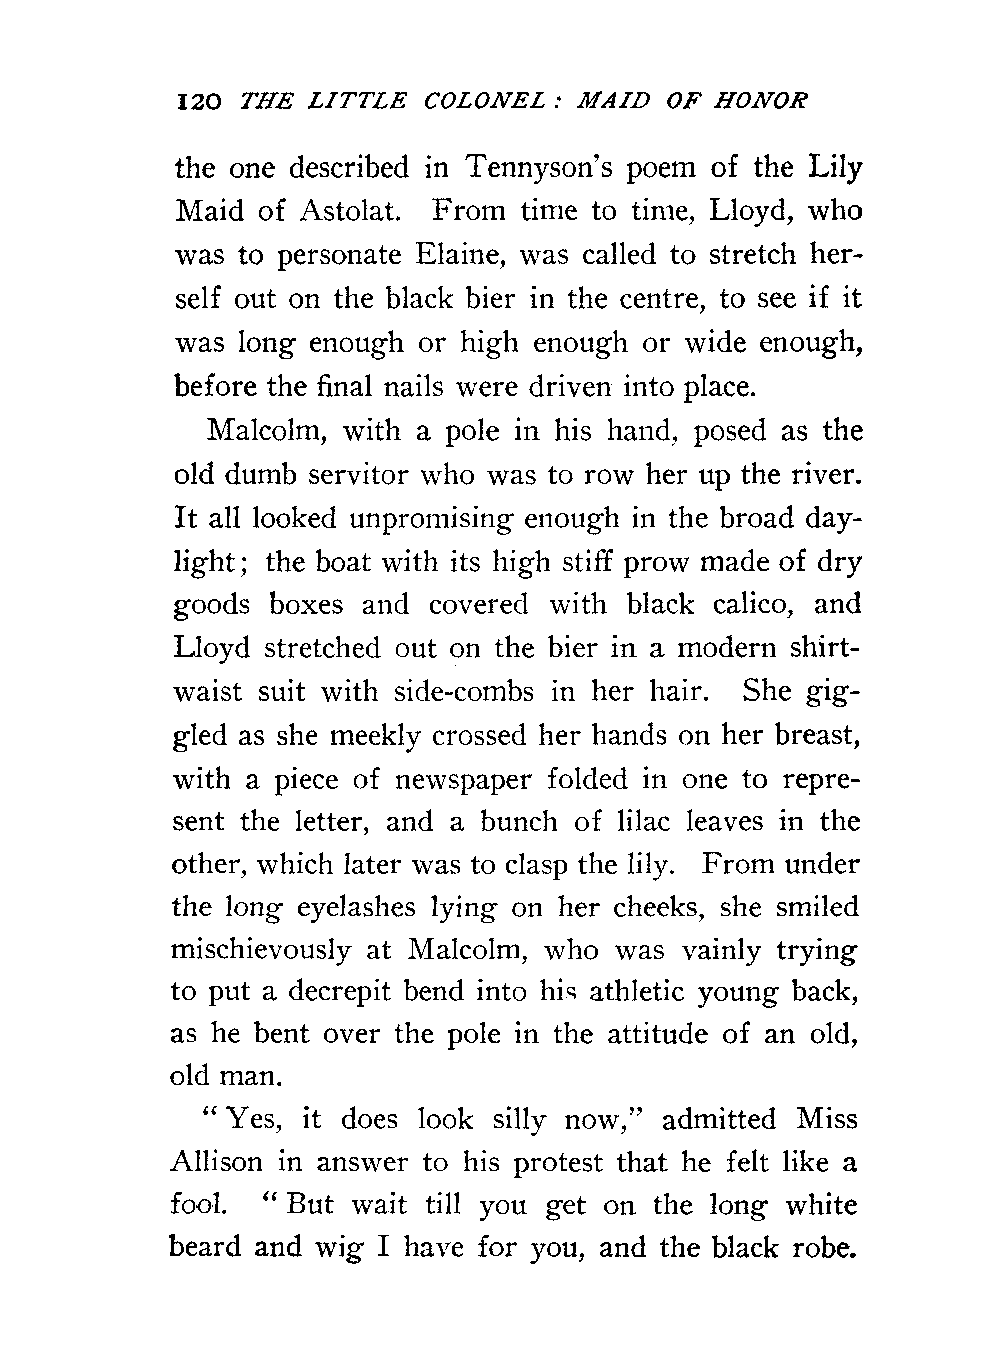 120 THE LITTLE COLONEL: MAID OF HONOR
the one described in Tennyson's poem of the Lily
Maid of Astolat. From time to time, Lloyd, who
was to personate Elaine, was called to stretch her-
self out on the black bier in the centre, to see if it
was long enough or high enough or wide enough,
before the final nails were driven into place.
Malcolm, with a pole in his hand, posed as the
old dumb servitor who was to row her up the river.
It all looked unpromising enough in the broad day-
light; the boat with its high stiff prow made of dry
goods boxes and covered with black calico, and
Lloyd stretched out on the bier in a modern shirt-
waist suit with side-combs in her hair. She gig-
gled as she meekly crossed her hands on her breast,
with a piece of newspaper folded in one to repre-
sent the letter, and a bunch of lilac leaves in the
other, which later was to clasp the lily. From under
the long eyelashes lying on her cheeks, she smiled
mischievously at Malcolm, who was vainly trying
to put a decrepit bend into his athletic young back,
as he bent over the pole in the attitude of an old,
old man.
"Yes, it does look silly now," admitted Miss
Allison in answer to his protest that he felt like a
fool. "But wait till you get on the long white
beard and wig I have for you, and the black robe.